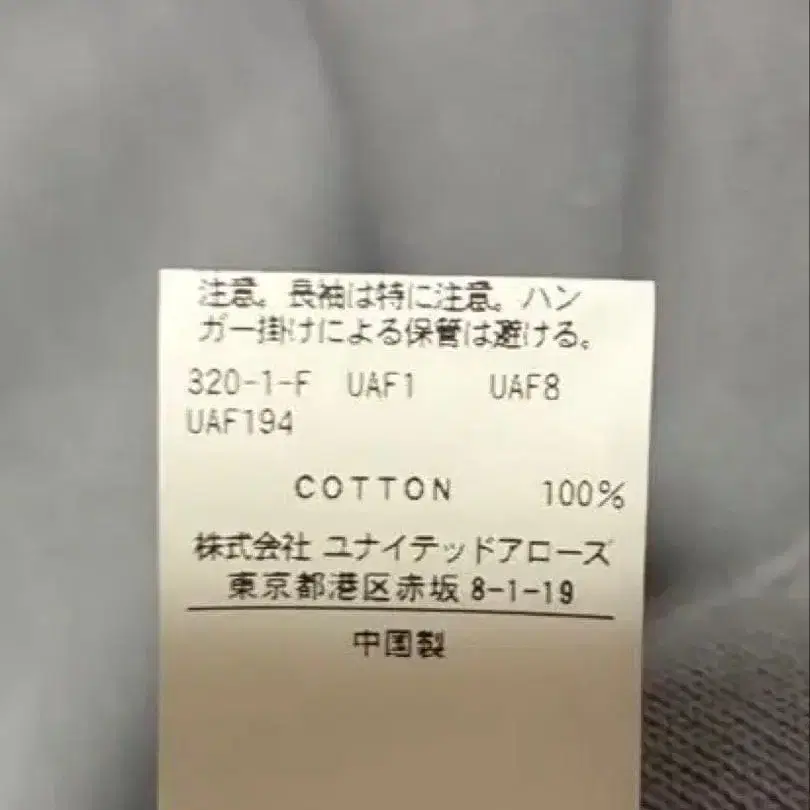 注意。長袖は特に注意。ハン
ガー掛けによる保管は避ける。
320-1-F UAF1 UAF8
UAF194
COTTON 100%
株式会社 ユナイテッドアローズ
東京都港区赤坂 8-1-19
中国製